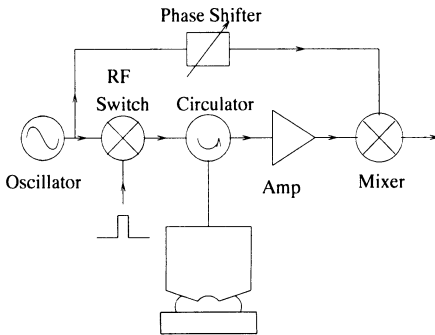 Phase Shifter
RF
Switch
Circulator
Oscillator
Amp
Mixer